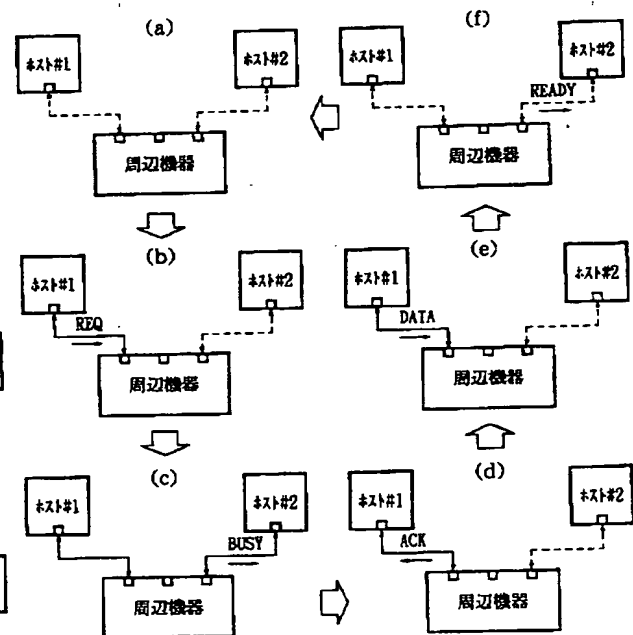 (a)
ホスト#1
ホスト#2
周辺機器
(b)
ホスト#1
ホスト#2
REQ
周辺機器
(c)
ホスト#1
ホスト#2
BUSY
周辺機器
(d)
ホスト#1
ホスト#2
ACK
周辺機器
(e)
ホスト#1
ホスト#2
DATA
周辺機器
(f)
ホスト#1
ホスト#2
READY
周辺機器